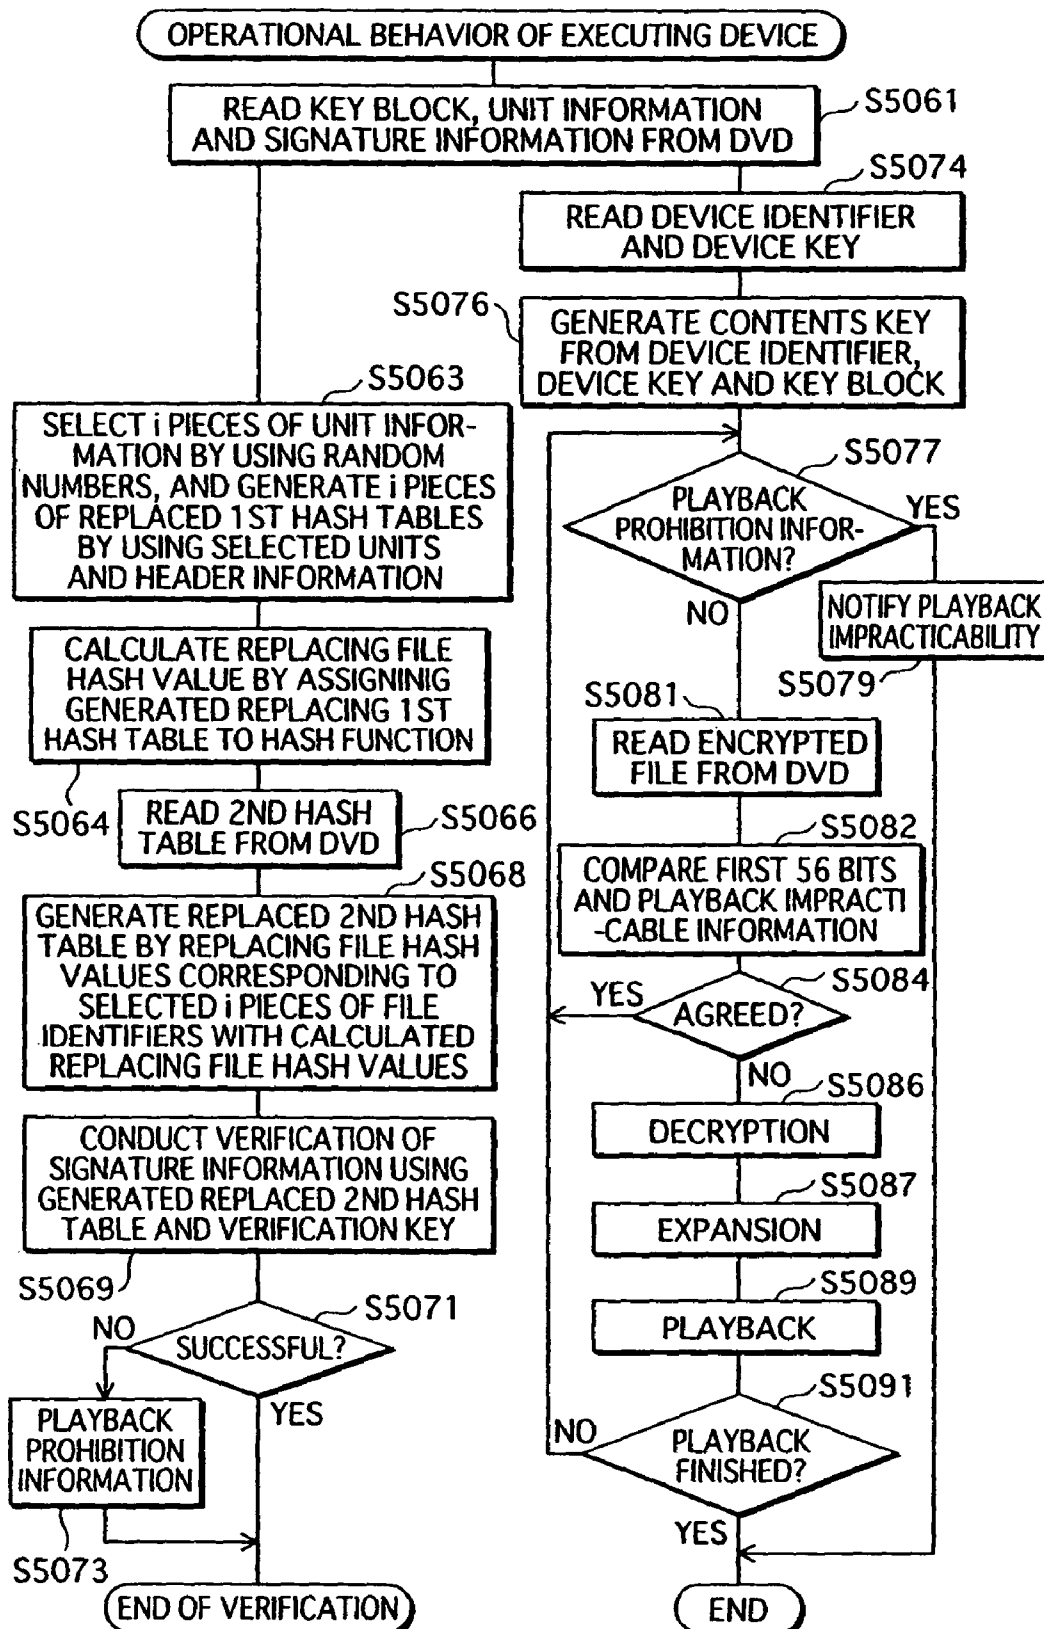 OPERATIONAL BEHAVIOR OF EXECUTING DEVICE
READ KEY BLOCK, UNIT INFORMATION
AND SIGNATURE INFORMATION FROM DVD
S5061
S5074
READ DEVICE IDENTIFIER
AND DEVICE KEY
S5076
GENERATE CONTENTS KEY
FROM DEVICE IDENTIFIER,
DEVICE KEY AND KEY BLOCK
S5063
SELECT i PIECES OF UNIT INFOR-
MATION BY USING RANDOM
NUMBERS, AND GENERATE i PIECES
OF REPLACED 1ST HASH TABLES
BY USING SELECTED UNITS
AND HEADER INFORMATION
CALCULATE REPLACING FILE
HASH VALUE BY ASSIGNINIG
GENERATED REPLACING 1ST
HASH TABLE TO HASH FUNCTION
S5064
READ 2ND HASH
TABLE FROM DVD
S5066
S5068
GENERATE REPLACED 2ND HASH
TABLE BY REPLACING FILE HASH
VALUES CORRESPONDING TO
SELECTED i PIECES OF FILE
IDENTIFIERS WITH CALCULATED
REPLACING FILE HASH VALUES
CONDUCT VERIFICATION OF
SIGNATURE INFORMATION USING
GENERATED REPLACED 2ND HASH
TABLE AND VERIFICATION KEY
S5069
S5071
NO
SUCCESSFUL?
YES
PLAYBACK
PROHIBITION
INFORMATION
S5073
END OF VERIFICATION
S5077
PLAYBACK
PROHIBITION INFOR-
MATION?
YES
NO
NOTIFY PLAYBACK
IMPRACTICABILITY
S5079
S5081
READ ENCRYPTED
FILE FROM DVD
S5082
COMPARE FIRST 56 BITS
AND PLAYBACK IMPRACTI
-CABLE INFORMATION
S5084
YES
AGREED?
NO
S5086
DECRYPTION
S5087
EXPANSION
S5089
PLAYBACK
S5091
NO
PLAYBACK
FINISHED?
YES
END